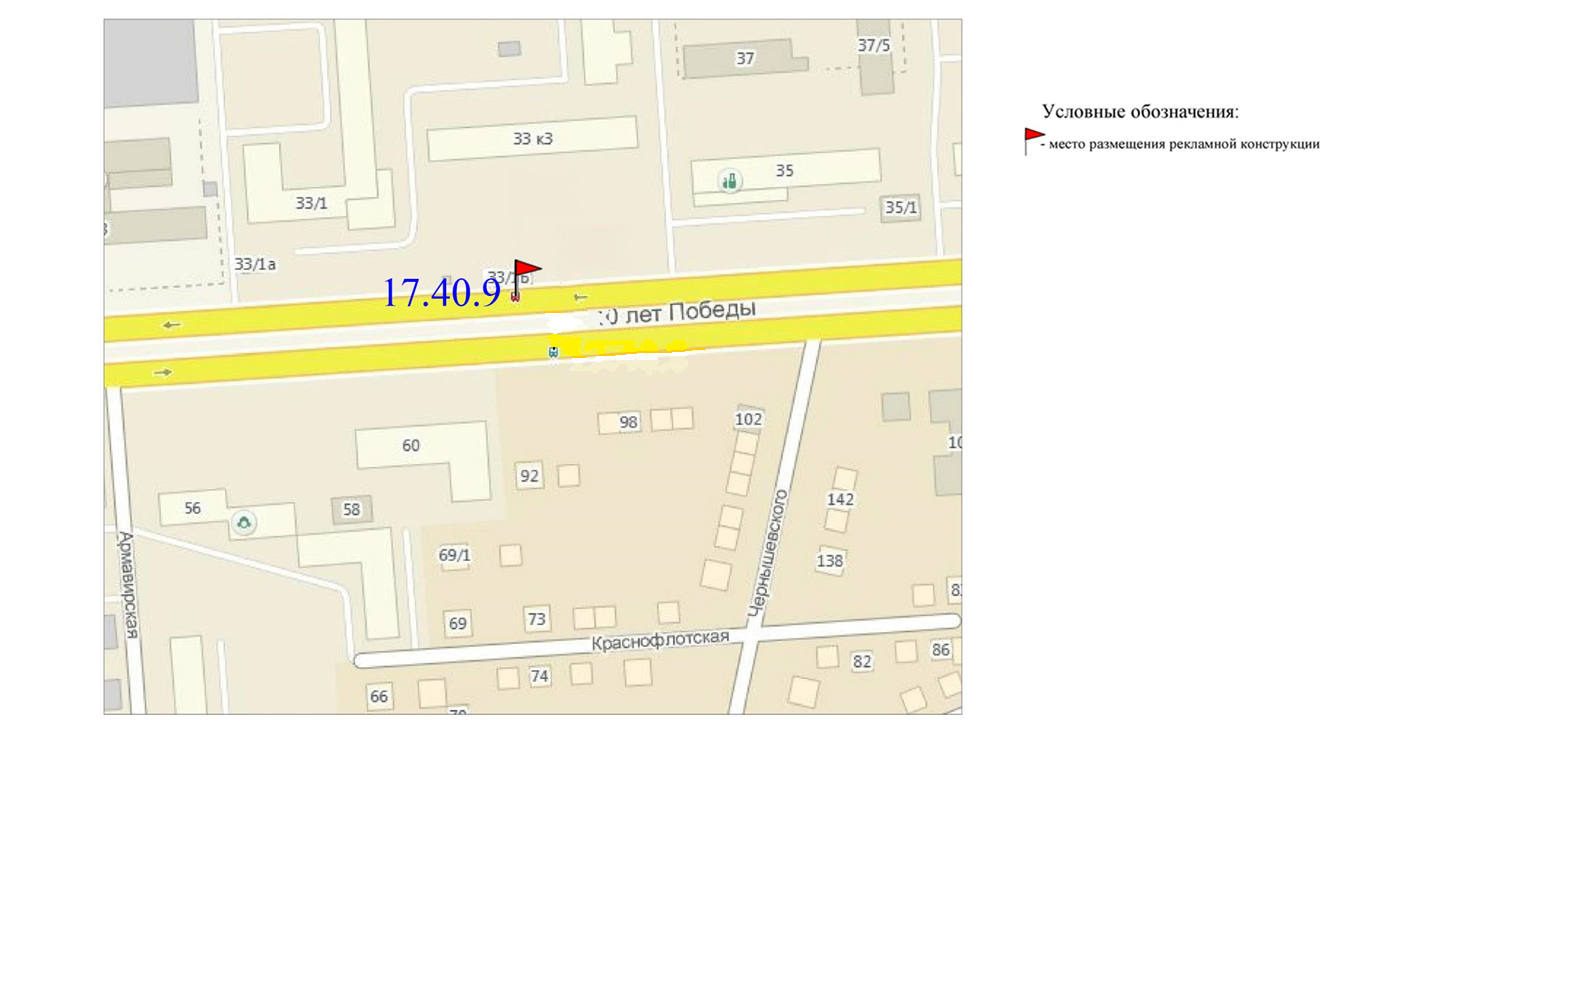 37
37/5
Условные обозначения:
- место размещения рекламной конструкции
33 к3
35
33/1
35/1
33/1а
17.40.9
0 лет Победы
98
102
60
92
142
56
58
69/1
138
Армавирская
Чернышевского
69
73
Краснофлотская
82
86
74
66